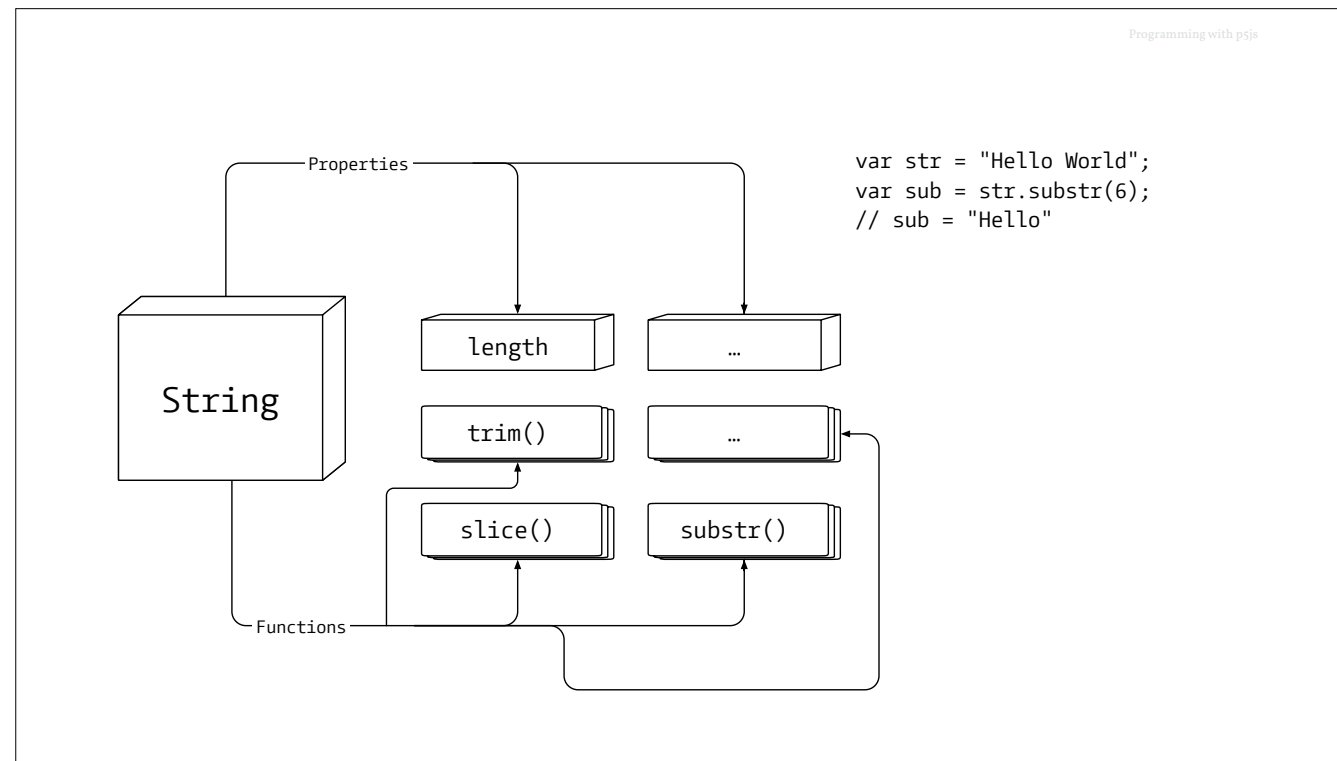 Programming with p5js
Properties
var str = "Hello World";
var sub = str.substr(6);
// sub = "Hello"
String
length
…
trim()
…
slice()
substr()
Functions